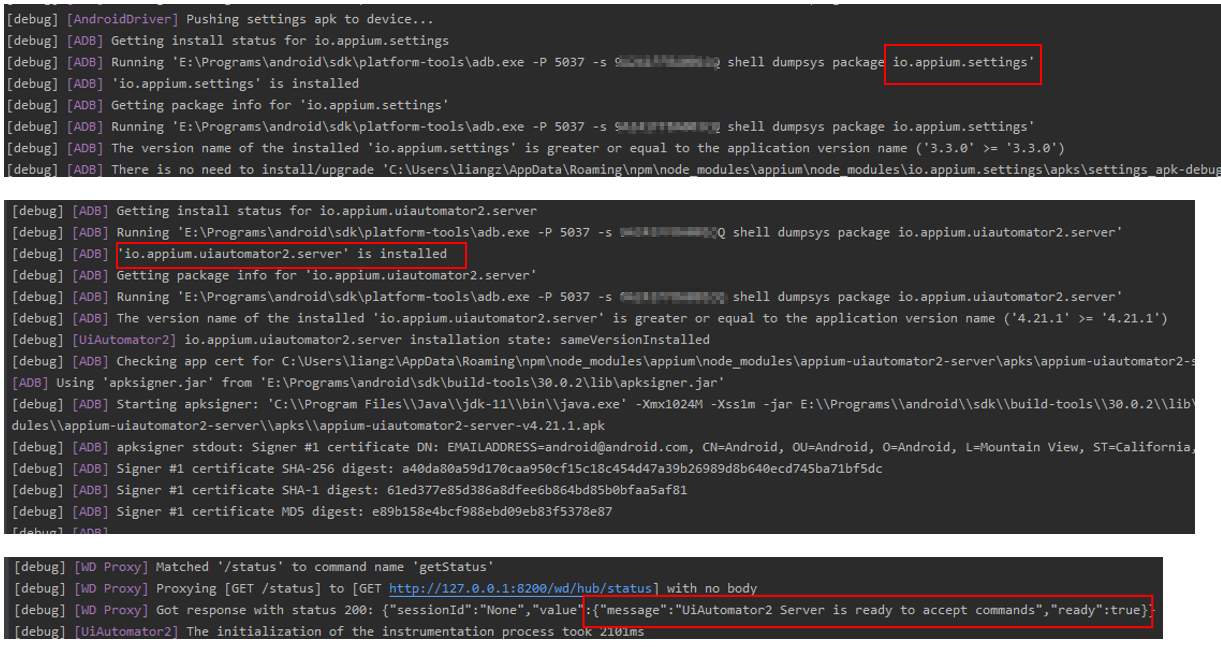 [debug] [AndroidDriver] Pushing settings apk to device...
[debug] [ADB] Getting install status for io.appium.settings
[debug] [ADB] Running 'E:\Programs\android\sdk\platform-tools\adb.exe -P 5037 -s shell dumpsys package io.appium.settings'
[debug] [ADB] 'io.appium.settings' is installed
[debug] [ADB] Getting package info for 'io.appium.settings'
[debug] [ADB] Running 'E:\Programs\android\sdk\platform-tools\adb.exe -P 5037 -s shell dumpsys package io.appium.settings'
[debug] [ADB] The version name of the installed 'io.appium.settings' is greater or equal to the application version name ('3.3.0' >= '3.3.0')
[debug] [ADB] There is no need to install/upgrade 'C:\Users\liangz\AppData\Roaming\npm\node_modules\appium\node_modules\io.appium.settings\apks\settings_apk-debug
[debug] [ADB] Getting install status for io.appium.uiautomator2.server
[debug] [ADB] Running 'E:\Programs\android\sdk\platform-tools\adb.exe -P 5037 -s shell dumpsys package io.appium.uiautomator2.server'
[debug] [ADB] 'io.appium.uiautomator2.server' is installed
[debug] [ADB] Getting package info for 'io.appium.uiautomator2.server'
[debug] [ADB] Running 'E:\Programs\android\sdk\platform-tools\adb.exe -P 5037 -s shell dumpsys package io.appium.uiautomator2.server'
[debug] [ADB] The version name of the installed 'io.appium.uiautomator2.server' is greater or equal to the application version name ('4.21.1' >= '4.21.1')
[debug] [UiAutomator2] io.appium.uiautomator2.server installation state: sameVersionInstalled
[debug] [ADB] Checking app cert for C:\Users\liangz\AppData\Roaming\npm\node_modules\appium\node_modules\appium-uiautomator2-server\apks\appium-uiautomator2-s
[ADB] Using 'apksigner.jar' from 'E:\Programs\android\sdk\build-tools\30.0.2\lib\apksigner.jar'
[debug] [ADB] Starting apksigner: 'C:\\Program Files\\Java\\jdk-11\\bin\\java.exe' -Xmx1024M -Xss1m -jar E:\\Programs\\android\\sdk\\build-tools\\30.0.2\\lib\
dules\\appium-uiautomator2-server\\apks\\appium-uiautomator2-server-v4.21.1.apk
[debug] [ADB] apksigner stdout: Signer #1 certificate DN: EMAILADDRESS=android@android.com, CN=Android, OU=Android, O=Android, L=Mountain View, ST=California,
[debug] [ADB] Signer #1 certificate SHA-256 digest: a40da80a59d170caa950cf15c18c454d47a39b26989d8b640ecd745ba71bf5dc
[debug] [ADB] Signer #1 certificate SHA-1 digest: 61ed377e85d386a8dfee6b864bd85b0bfaa5af81
[debug] [ADB] Signer #1 certificate MD5 digest: e89b158e4bcf988ebd09eb83f5378e87
[debug] [ADB]
[debug] [WD Proxy] Matched '/status' to command name 'getStatus'
[debug] [WD Proxy] Proxying [GET /status] to [GET http://127.0.0.1:8200/wd/hub/status] with no body
[debug] [WD Proxy] Got response with status 200: {"sessionId":"None","value":{"message":"UiAutomator2 Server is ready to accept commands","ready":true}}
[debug] [UiAutomator2] The initialization of the instrumentation process took 2101ms